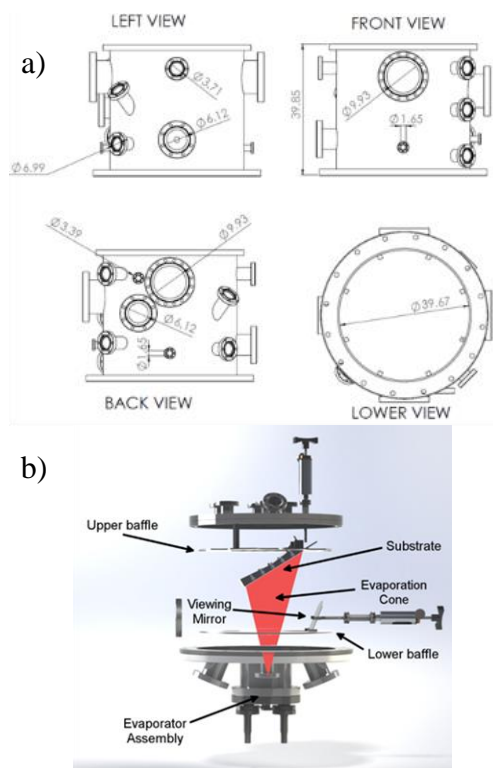 a)
LEFT VIEW
FRONT VIEW
Ø3.71
Ø6.12
Ø6.99
Ø9.93
Ø1.65
39.85
Ø3.39
Ø9.93
Ø6.12
Ø1.65
Ø39.67
BACK VIEW
LOWER VIEW
b)
Upper baffle
Substrate
Evaporation
Cone
Viewing
Mirror
Lower baffle
Evaporator
Assembly